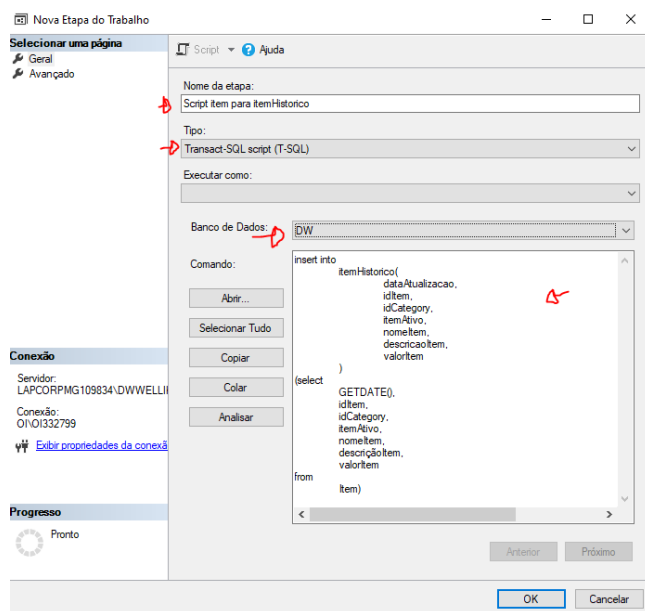 Nova Etapa do Trabalho
Selecionar uma página
Geral
Avançado
Script
Ajuda
Nome da etapa:
Script item para itemHistorico
Tipo:
Transact-SQL script (T-SQL)
Executar como:
Banco de Dados:
DW
Comando:
Abrir...
Selecionar Tudo
Copiar
Colar
Analisar
insert into
itemHistorico(
dataAtualizacao,
idItem,
idCategory,
itemAtivo,
nomeItem,
descricaoItem,
valorItem
)
(select
GETDATE(),
idItem,
idCategory,
itemAtivo,
nomeItem,
descriçãoItem,
valorItem
from
Item)
Conexão
Servidor:
LAPCORPMG109834\DWWELLI
Conexão:
OI\OI332799
Exibir propriedades da conexã
Progresso
Pronto
Anterior
Próximo
OK
Cancelar